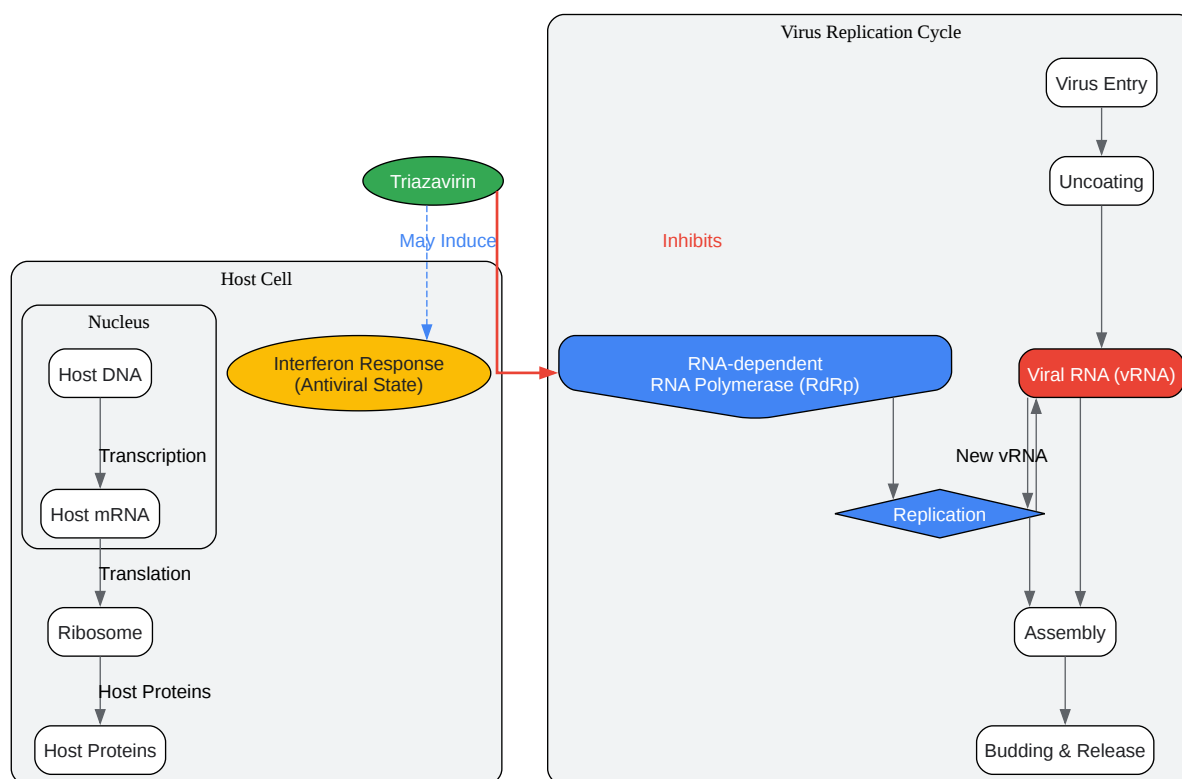 Virus Replication Cycle
Virus Entry
Uncoating
Triazavirin
May Induce
Inhibits
Host Cell
Nucleus
Host DNA
Interferon Response
(Antiviral State)
RNA-dependent
RNA Polymerase (RdRp)
Viral RNA (vRNA)
Transcription
New vRNA
Host mRNA
Replication
Translation
Ribosome
Assembly
Host Proteins
Host Proteins
Budding & Release